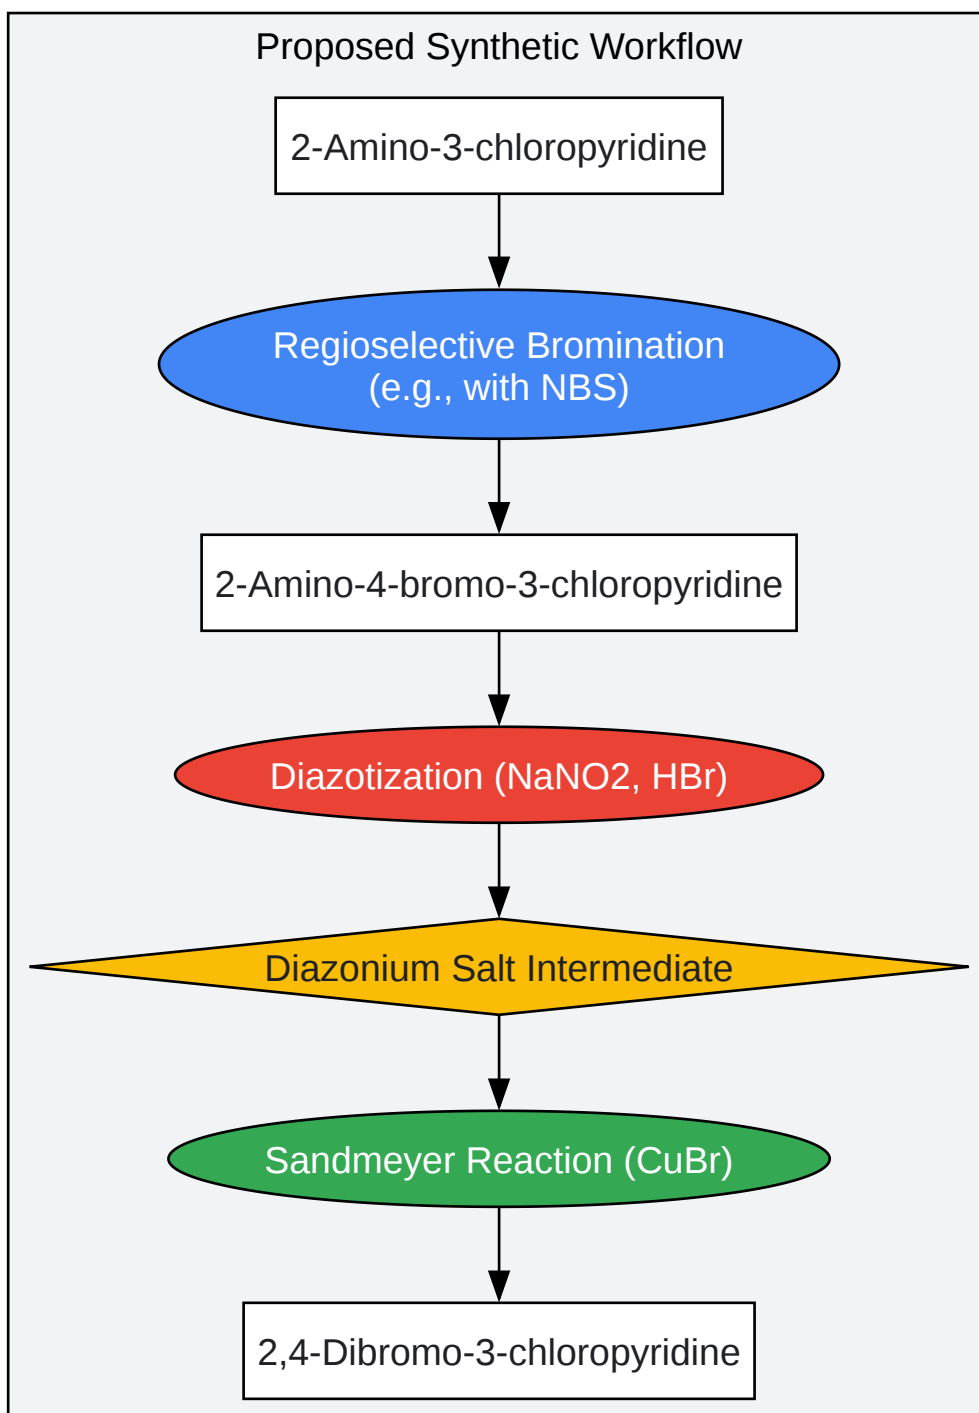 Proposed Synthetic Workflow
2-Amino-3-chloropyridine
Regioselective Bromination
(e.g., with NBS)
2-Amino-4-bromo-3-chloropyridine
Diazotization (NaNO2, HBr)
Diazonium Salt Intermediate
Sandmeyer Reaction (CuBr)
2,4-Dibromo-3-chloropyridine